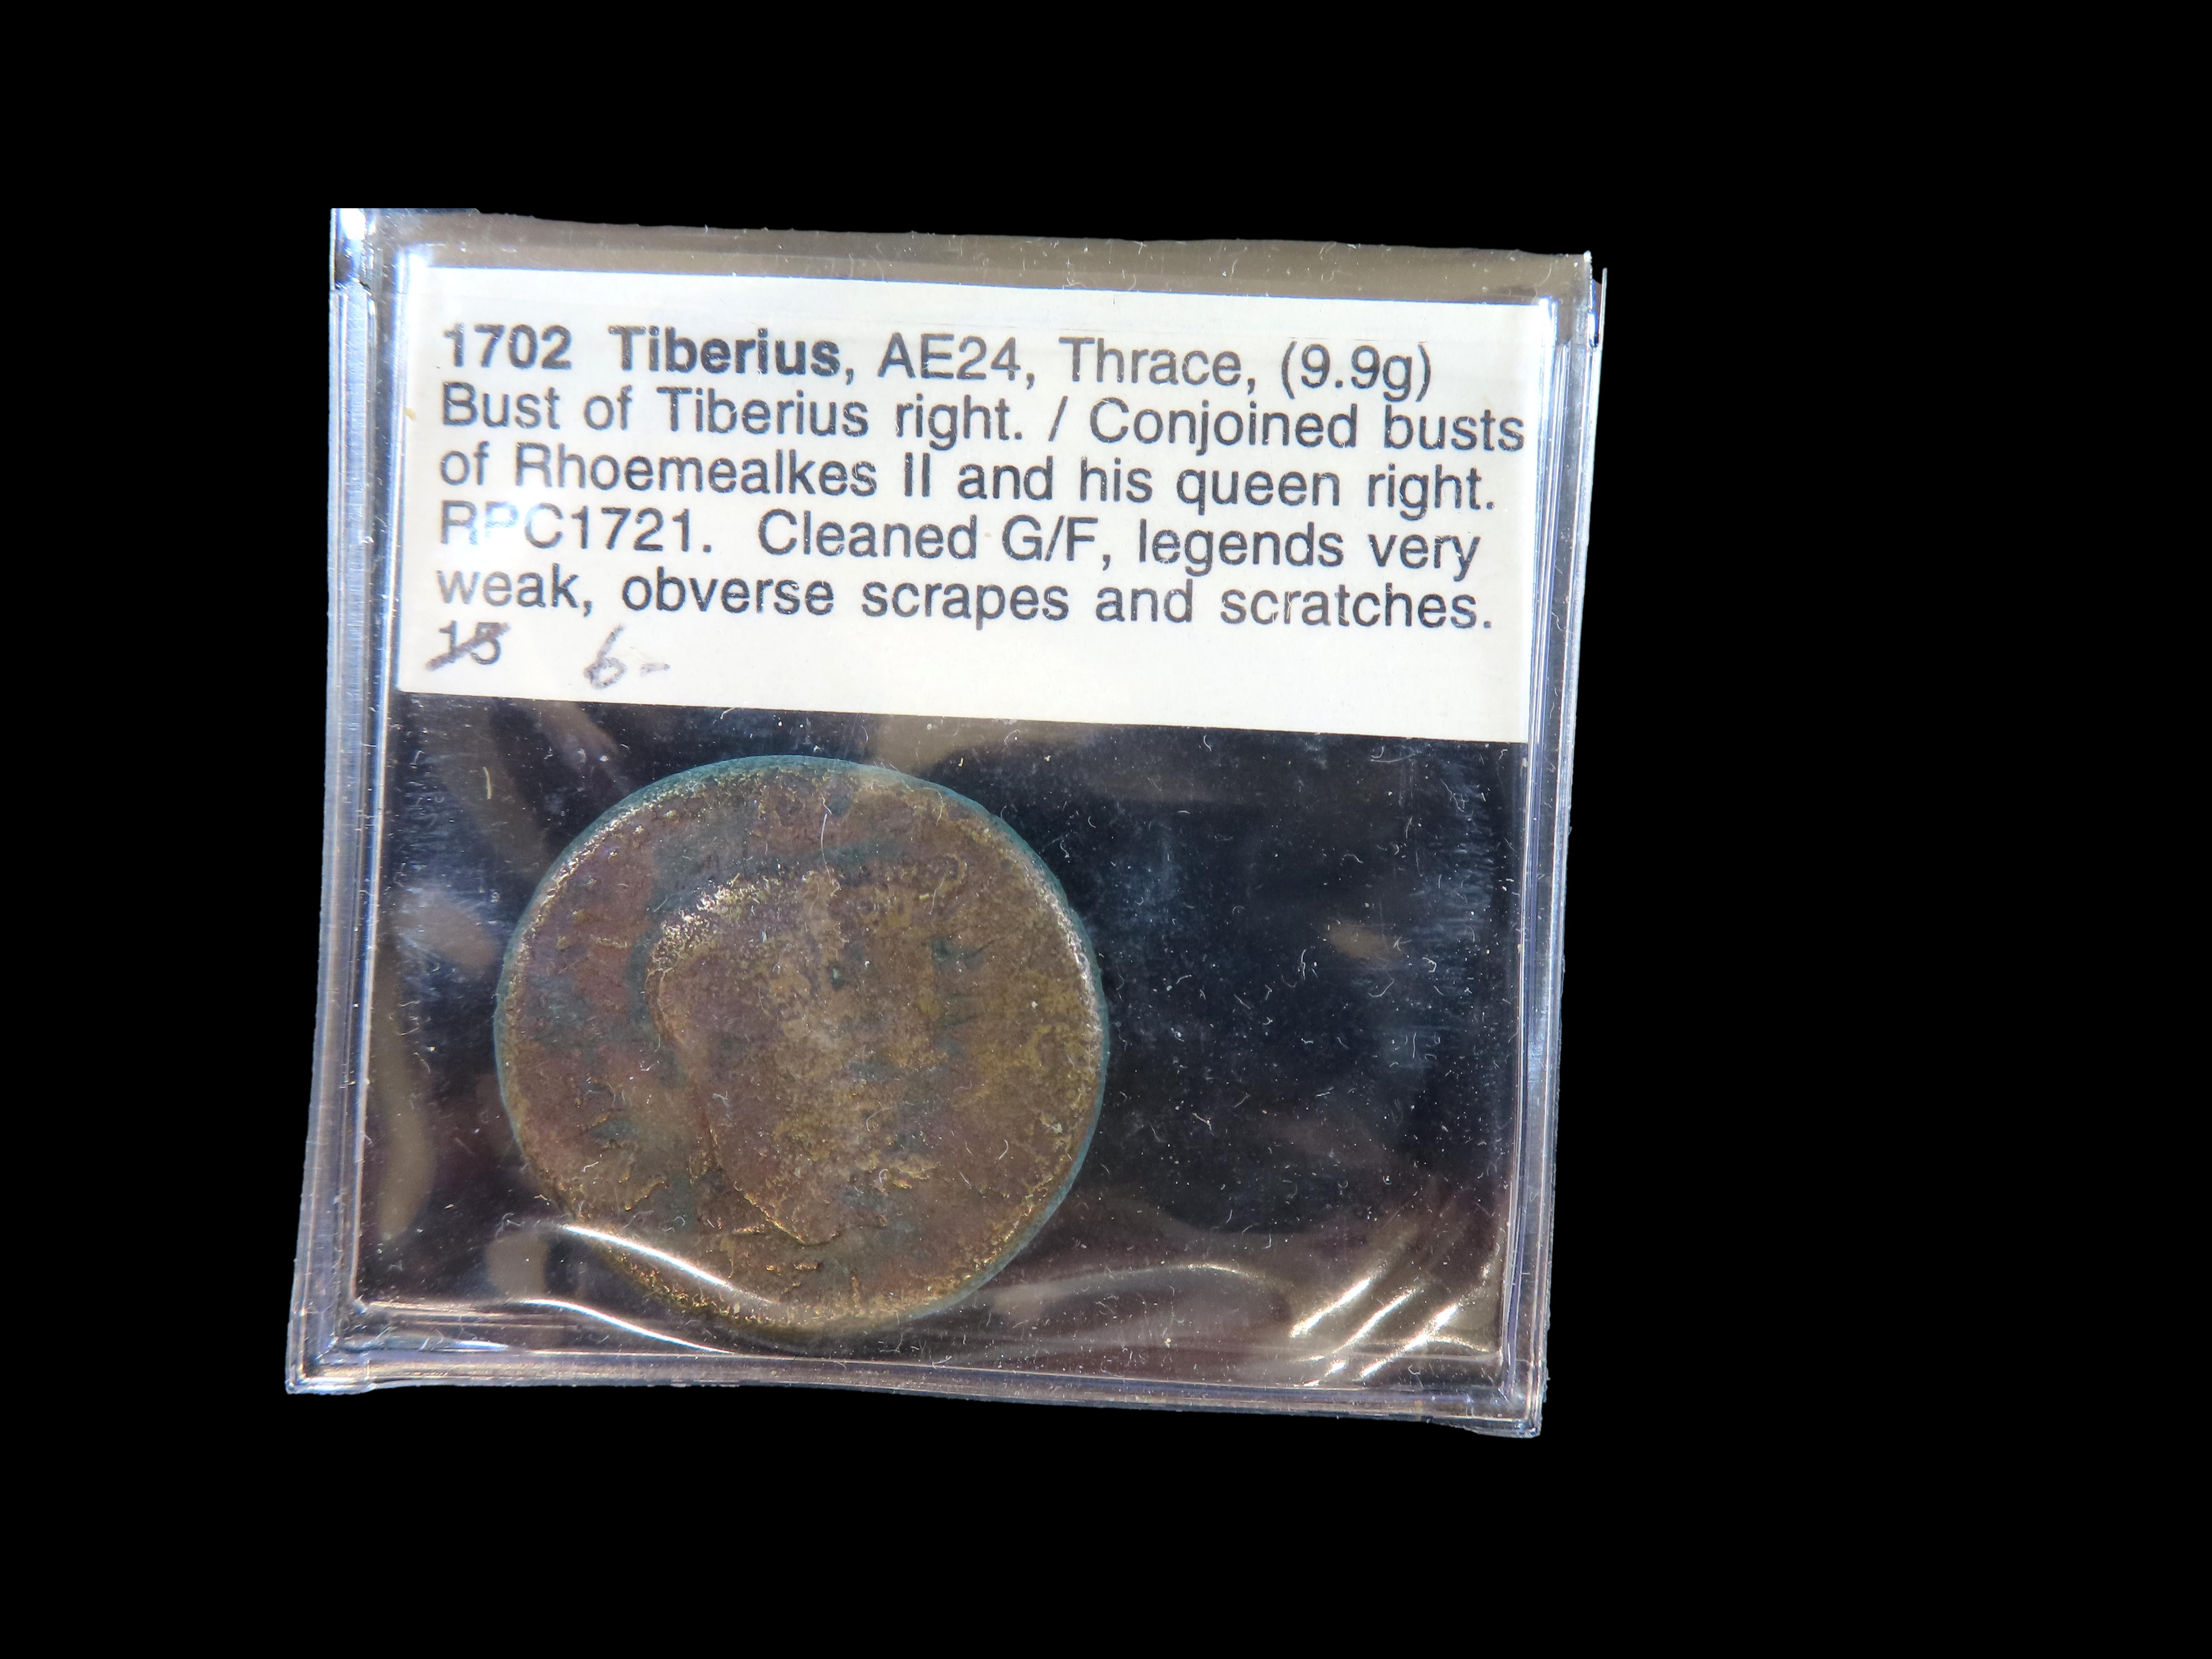 1702 Tiberius, AE24, Thrace, (9.9g)
Bust of Tiberius right. / Conjoined busts
of Rhoemealkes II and his queen right.
RPC1721. Cleaned G/F, legends very
weak, obverse scrapes and scratches.
15 6-